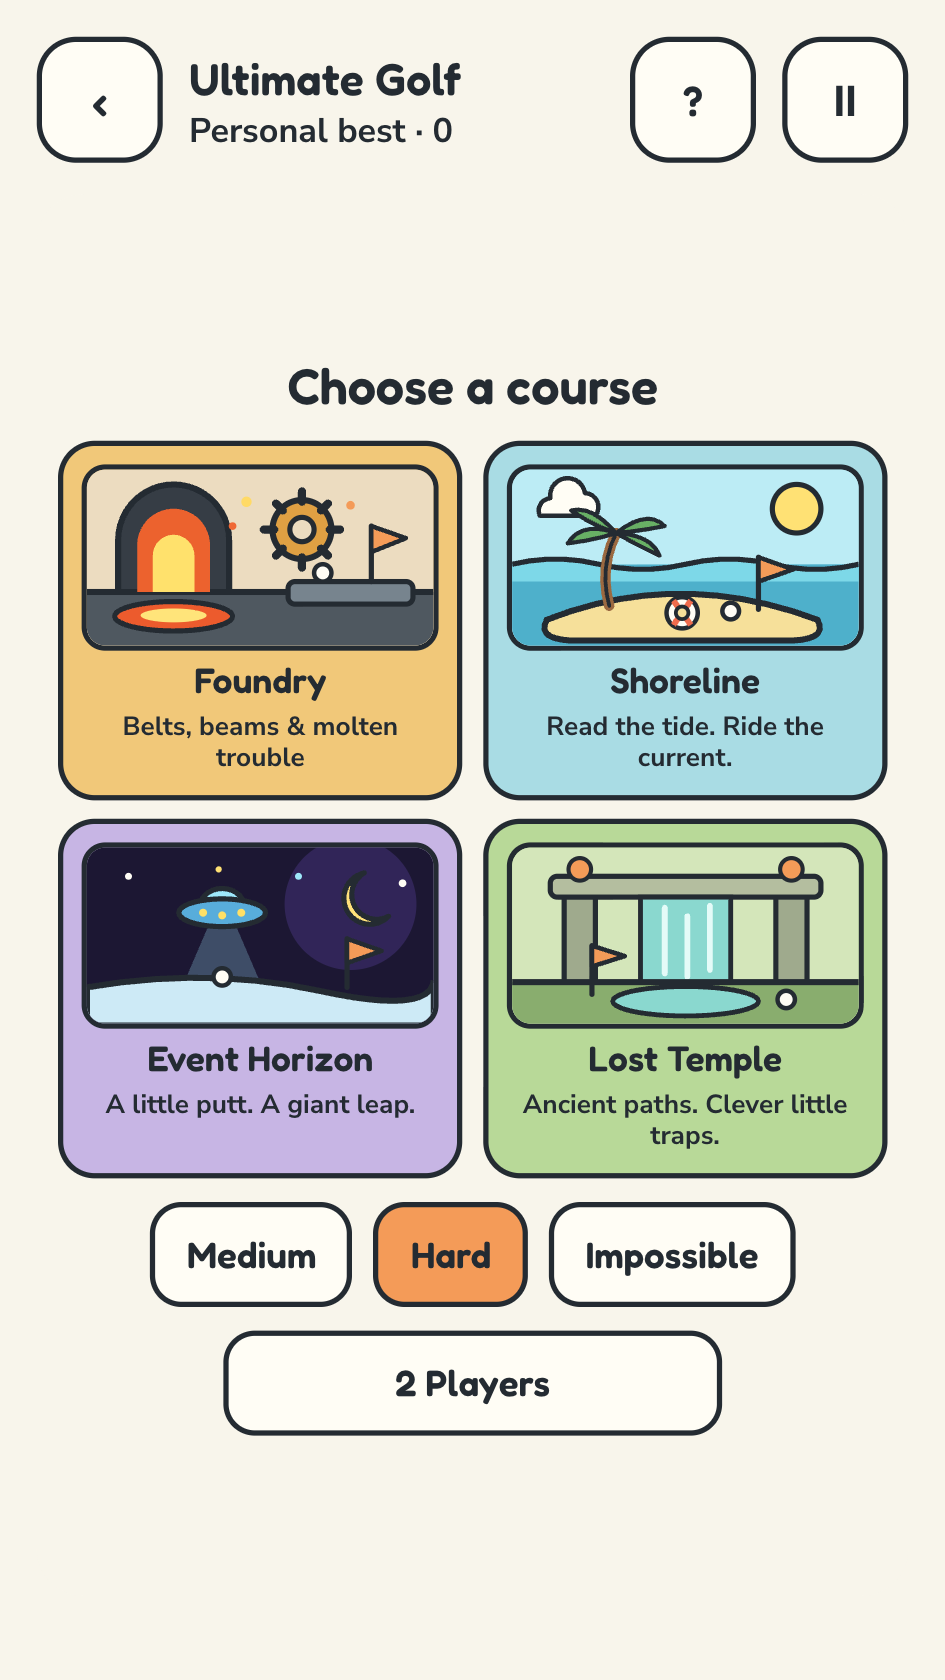 ‹
Ultimate Golf
Personal best · 0
?
II
Choose a course
Foundry
Belts, beams & molten
trouble
Shoreline
Read the tide. Ride the
current.
Event Horizon
A little putt. A giant leap.
Lost Temple
Ancient paths. Clever little
traps.
Medium
Hard
Impossible
2 Players